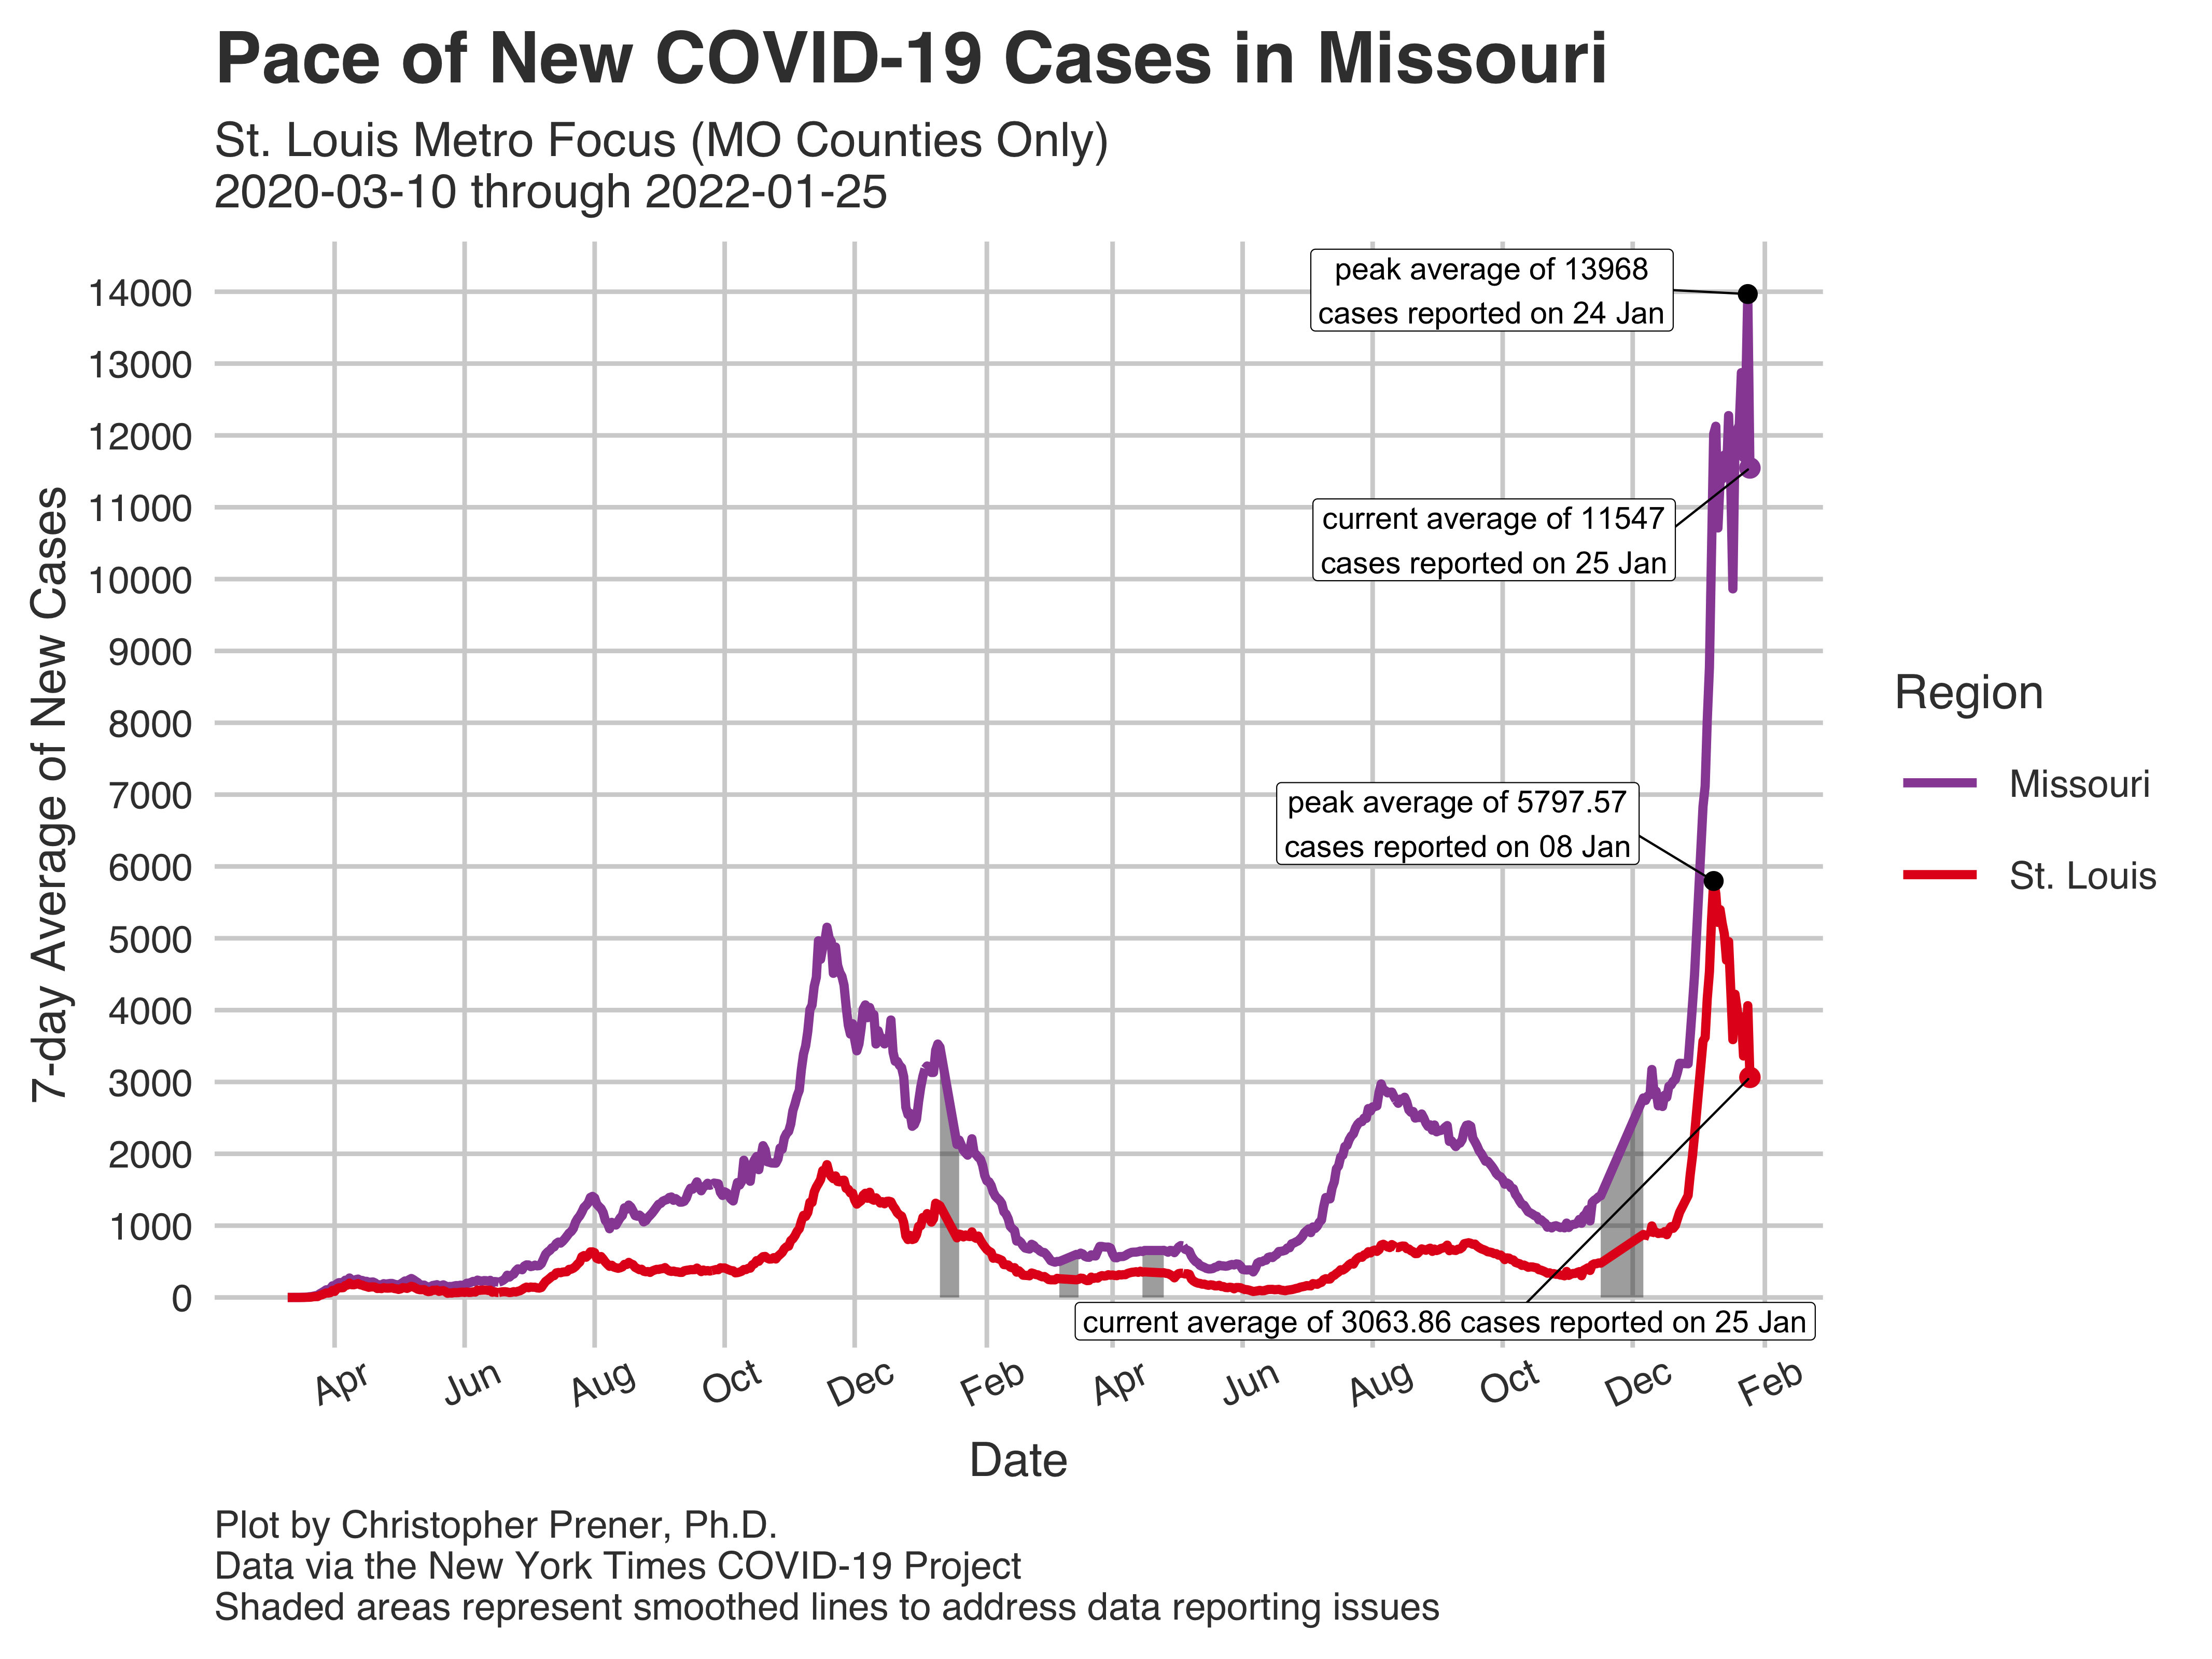 Pace of New COVID-19 Cases in Missouri
St. Louis Metro Focus (MO Counties Only)
2020-03-10 through 2022-01-25
7-day Average of New Cases
14000
13000
12000
11000
10000
9000
8000
7000
6000
5000
4000
3000
2000
1000
0
peak average of 13968
cases reported on 24 Jan
current average of 11547
cases reported on 25 Jan
peak average of 5797.57
cases reported on 08 Jan
current average of 3063.86 cases reported on 25 Jan
Region
Missouri
St. Louis
Apr
Jun
Aug
Oct
Dec
Feb
Apr
Jun
Aug
Oct
Dec
Feb
Date
Plot by Christopher Prener, Ph.D.
Data via the New York Times COVID-19 Project
Shaded areas represent smoothed lines to address data reporting issues